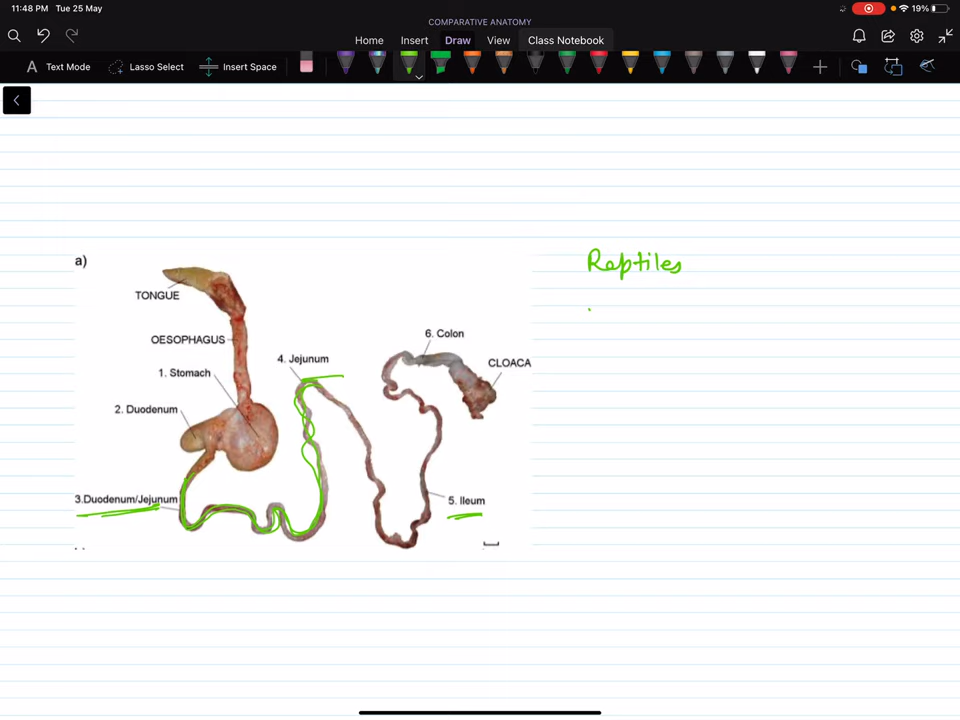 11:48 PM Tue 25 May
19%
COMPARATIVE ANATOMY
Home Insert Draw View Class Notebook
Text Mode Lasso Select Insert Space
a)
Reptiles
TONGUE
OESOPHAGUS
6. Colon
4. Jejunum
CLOACA
1. Stomach
2. Duodenum
3.Duodenum/Jejunum
5. Ileum